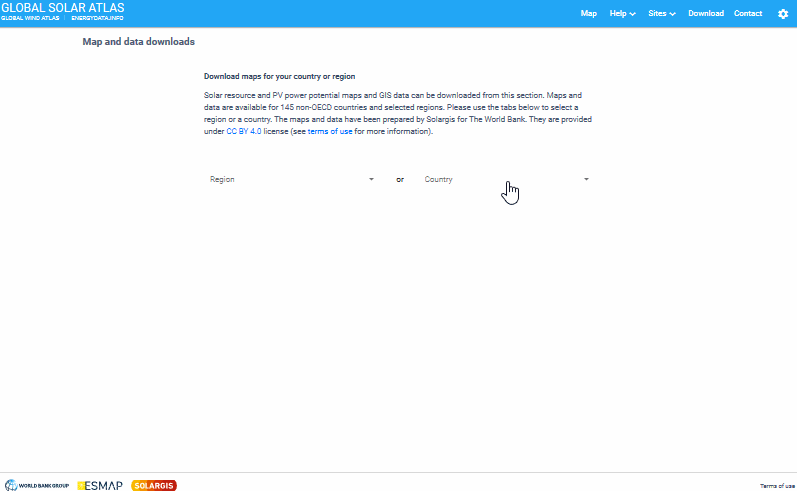 GLOBAL SOLAR ATLAS
GLOBAL WIND ATLAS | ENERGYDATA.INFO
Map Help Sites Download Contact
Map and data downloads
Download maps for your country or region
Solar resource and PV power potential maps and GIS data can be downloaded from this section. Maps and
data are available for 145 non-OECD countries and selected regions. Please use the tabs below to select a
region or a country. The maps and data have been prepared by Solargis for The World Bank. They are provided
under CC BY 4.0 license (see terms of use for more information).
Region or Country
WORLD BANK GROUP ESMAP SOLARGIS Terms of use